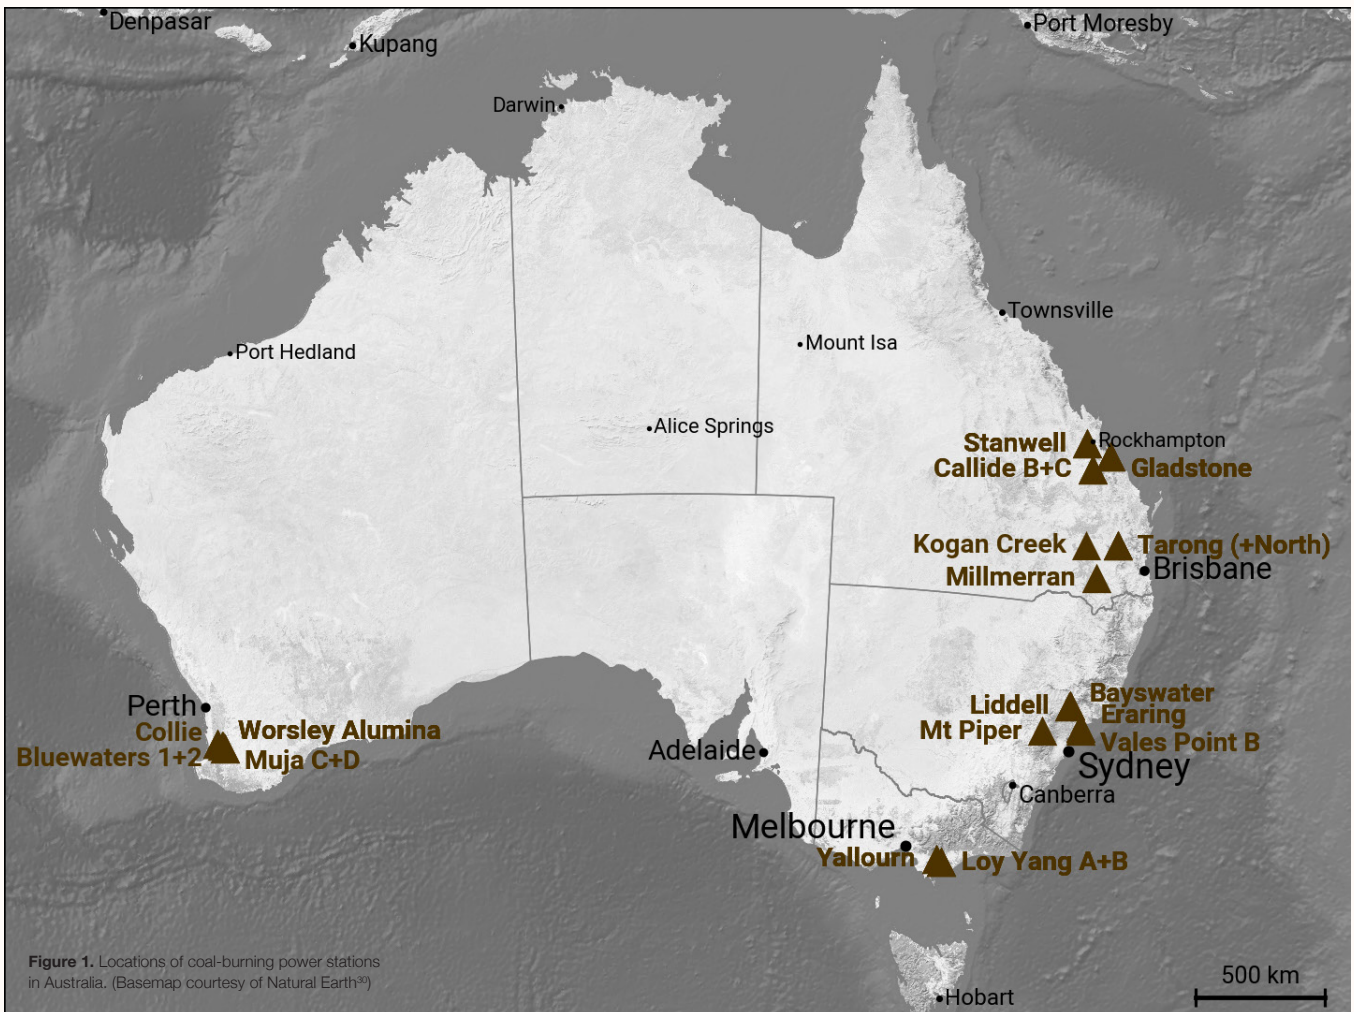 Denpasar
Kupang
Port Moresby
Darwin
Townsville
Mount Isa
Port Hedland
Alice Springs
Stanwell
Rockhampton
Callide B+C
Gladstone
Kogan Creek
Tarong (+North)
Brisbane
Millmerran
Bayswater
Liddell
Eraring
Mt Piper
Vales Point B
Sydney
Perth
Collie
Worsley Alumina
Bluewaters 1+2
Muja C+D
Adelaide
Canberra
Melbourne
Yallourn
Loy Yang A+B
Figure 1. Locations of coal-burning power stations
in Australia. (Basemap courtesy of Natural Earth³⁰)
500 km
Hobart